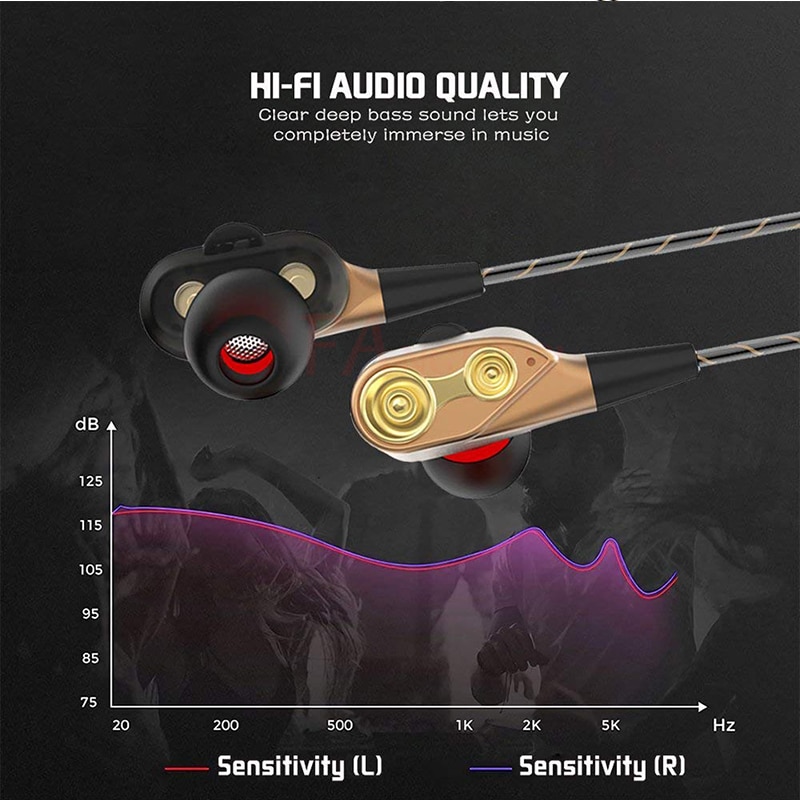 HI-FI AUDIO QUALITY
Clear deep bass sound lets you
completely immerse in music
dB
125
115
105
95
85
75
20 200 500 1K 2K 5K Hz
Sensitivity (L) Sensitivity (R)